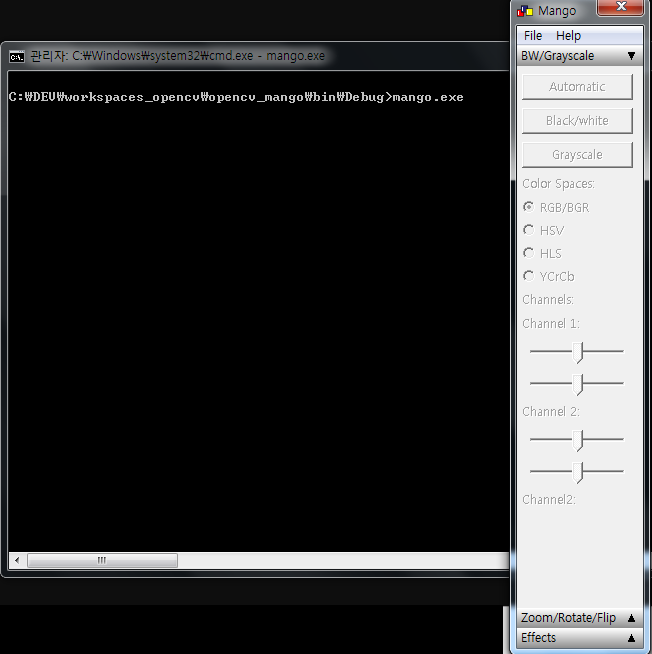 관리자: C:₩Windows₩system32₩cmd.exe - mango.exe
C:₩DEV₩workspaces_opencv₩opencv_mango₩bin₩Debug>mango.exe
Mango
File Help
BW/Grayscale
Automatic
Black/white
Grayscale
Color Spaces:
RGB/BGR
HSV
HLS
YCrCb
Channels:
Channel 1:
Channel 2:
Channel2:
Zoom/Rotate/Flip
Effects